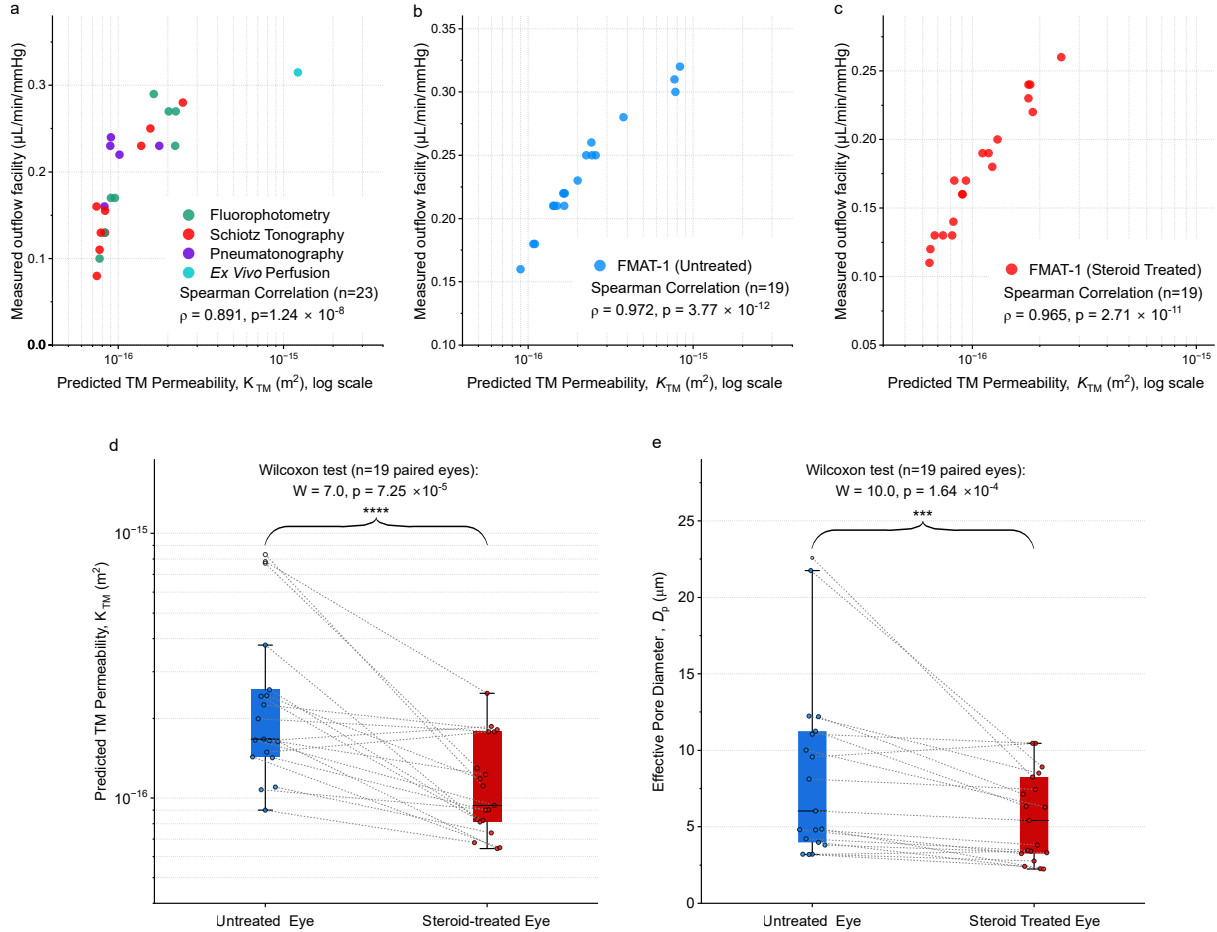 a
Measured outflow facility (µL/min/mmHg)
0.3
0.2
0.1
0.0
Fluorophotometry
Schiotz Tonography
Pneumatonography
Ex Vivo Perfusion
Spearman Correlation (n=23)
ρ = 0.891, p=1.24 × 10⁻⁸
10⁻¹⁶
10⁻¹⁵
Predicted TM Permeability, K_TM (m²), log scale
b
Measured outflow facility (µL/min/mmHg)
0.35
0.30
0.25
0.20
0.15
0.10
FMAT-1 (Untreated)
Spearman Correlation (n=19)
ρ = 0.972, p = 3.77 × 10⁻¹²
10⁻¹⁶
10⁻¹⁵
Predicted TM Permeability, K_TM (m²), log scale
c
Measured outflow facility (µL/min/mmHg)
0.25
0.20
0.15
0.10
0.05
FMAT-1 (Steroid Treated)
Spearman Correlation (n=19)
ρ = 0.965, p = 2.71 × 10⁻¹¹
10⁻¹⁶
10⁻¹⁵
Predicted TM Permeability, K_TM (m²), log scale
d
Wilcoxon test (n=19 paired eyes):
W = 7.0, p = 7.25 ×10⁻⁵
****
Predicted TM Permeability, K_TM (m²)
10⁻¹⁵
10⁻¹⁶
Untreated Eye
Steroid-treated Eye
e
Wilcoxon test (n=19 paired eyes):
W = 10.0, p = 1.64 ×10⁻⁴
***
Effective Pore Diameter , D_p (µm)
25
20
15
10
5
0
Untreated Eye
Steroid Treated Eye